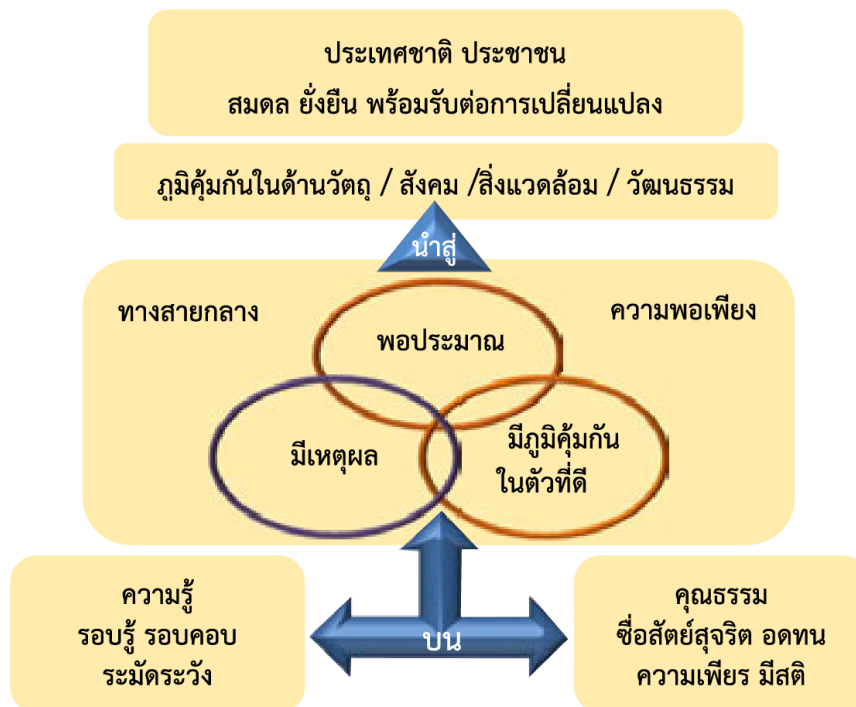 ประเทศชาติ ประชาชน
สมดล ยั่งยืน พร้อมรับต่อการเปลี่ยนแปลง
ภูมิคุ้มกันในด้านวัตถุ / สังคม /สิ่งแวดล้อม / วัฒนธรรม
นำสู่
ทางสายกลาง
ความพอเพียง
พอประมาณ
มีเหตุผล
มีภูมิคุ้มกัน
ในตัวที่ดี
ความรู้
รอบรู้ รอบคอบ
ระมัดระวัง
บน
คุณธรรม
ซื่อสัตย์สุจริต อดทน
ความเพียร มีสติ